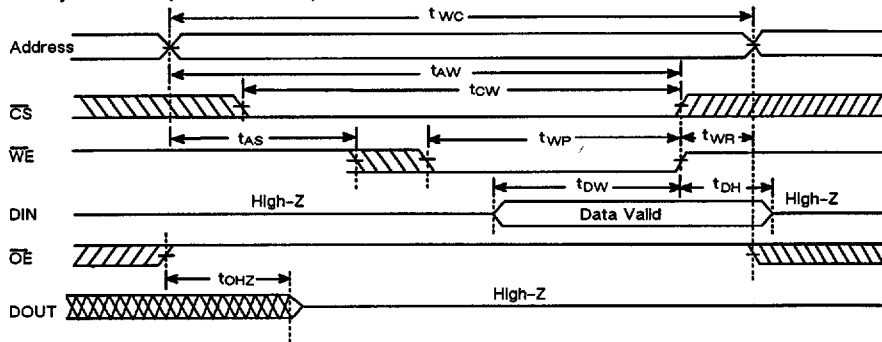 tWC
Address
tAW
tCW
CS
tAS
tWP
tWR
WE
tDW
tDH
High-Z
High-Z
DIN
Data Valid
OE
tOHZ
High-Z
DOUT